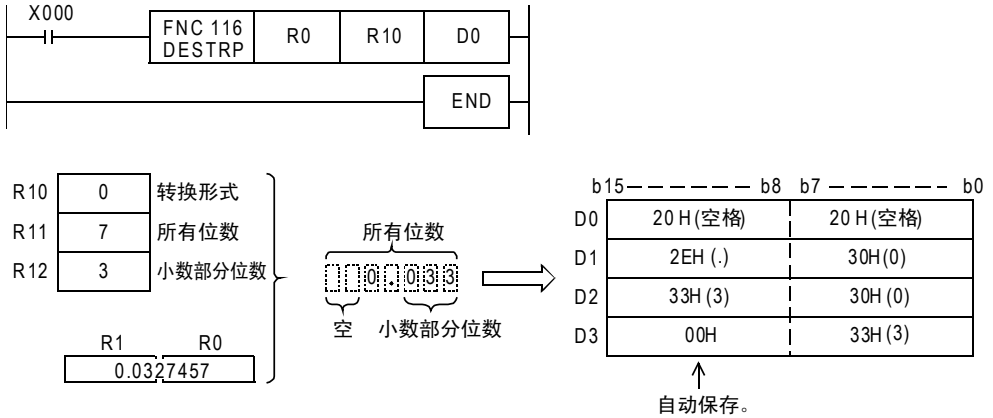 X000
FNC 116
DESTRP
R0
R10
D0
END
R10 0 转换形式
R11 7 所有位数
R12 3 小数部分位数
R1 R0
0.0327457
所有位数
0.033
空 小数部分位数
b15 b8 b7 b0
D0 20H(空格) 20H(空格)
D1 2EH(.) 30H(0)
D2 33H(3) 30H(0)
D3 00H 33H(3)
自动保存。